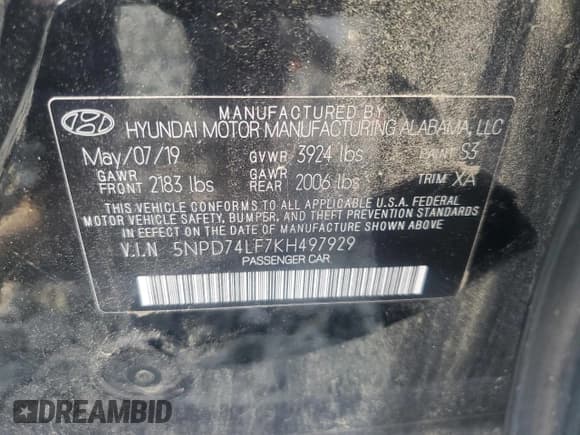 MANUFACTURED BY
HYUNDAI MOTOR MANUFACTURING ALABAMA, LLC
May/07/19 GVWR 3924 lbs PAINT S3
GAWR FRONT 2183 lbs GAWR REAR 2006 lbs TRIM XA
THIS VEHICLE CONFORMS TO ALL APPLICABLE U.S.A. FEDERAL
MOTOR VEHICLE SAFETY, BUMPER, AND THEFT PREVENTION STANDARDS
IN EFFECT ON THE DATE OF MANUFACTURE SHOWN ABOVE
V.I.N 5NPD74LF7KH497929
PASSENGER CAR
DREAMBID